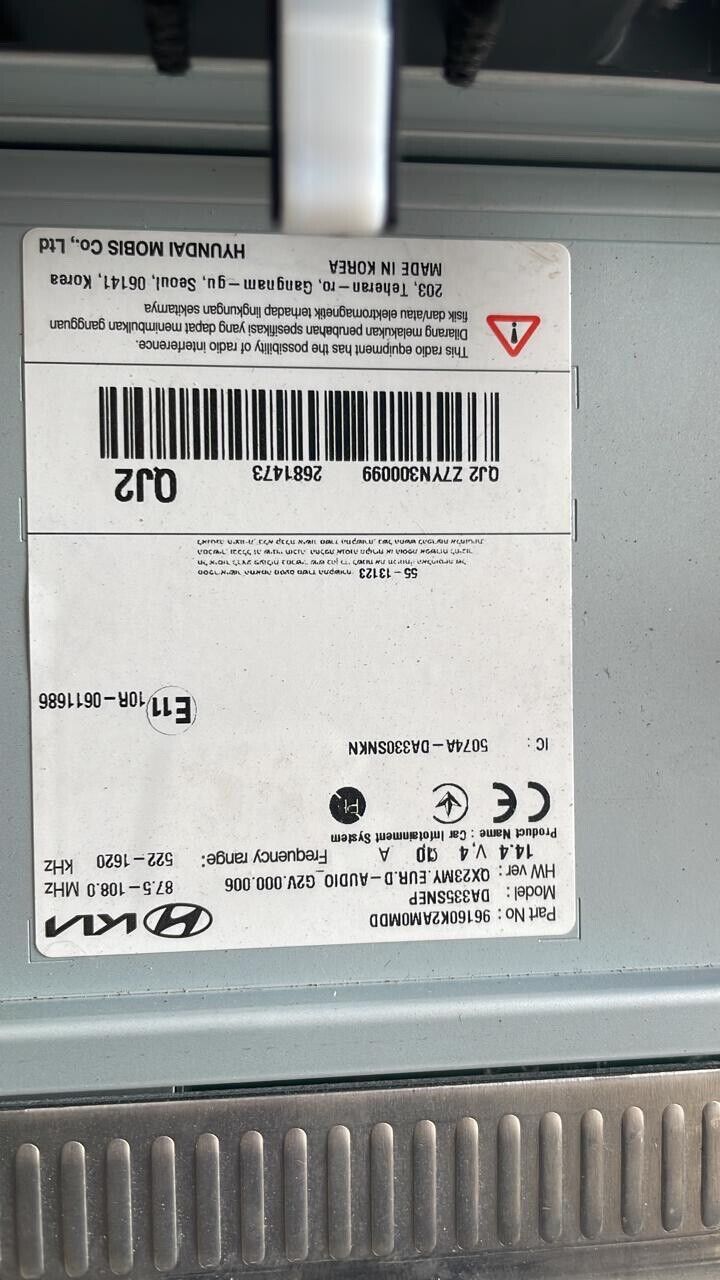 KIA
Part No : 96160K2AM0MDD
Model: DA335SNEP
HW ver: QX23MY.EUR.D-AUDIO_G2V.000.006
87.5-108.0 MHz
14.4 V, 4 A
Frequency range: 522-1620 kHz
Product Name : Car Infotainment System
CE
IC : 5074A-DA330SNKN
E11 10R-0611686
55-13123
QJ2 Z7YN300099 2681473 QJ2
This radio equipment has the possibility of radio interference.
Dilarang melakukan perubahan spesifikasi yang dapat menimbulkan gangguan
fisik dan/atau elektromagnetik terhadap lingkungan sekitarnya
203, Teheran-ro, Gangnam-gu, Seoul, 06141, Korea
MADE IN KOREA
HYUNDAI MOBIS Co., Ltd